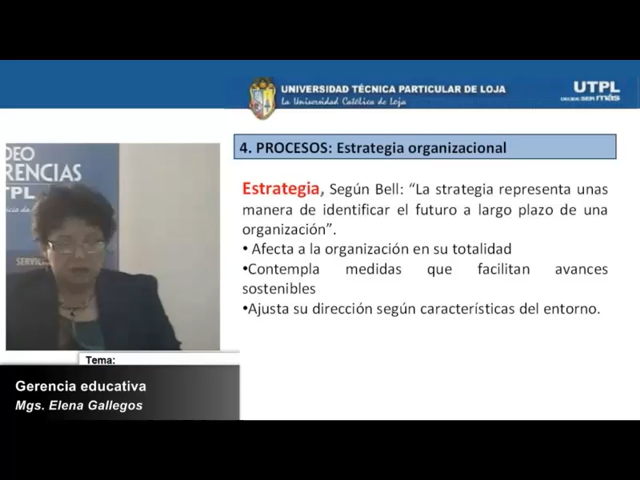 UNIVERSIDAD TÉCNICA PARTICULAR DE LOJA
La Universidad Católica de Loja
UTPL
4. PROCESOS: Estrategia organizacional
Estrategia, Según Bell: “La strategia representa unas
manera de identificar el futuro a largo plazo de una
organización”.
• Afecta a la organización en su totalidad
•Contempla medidas que facilitan avances
sostenibles
•Ajusta su dirección según características del entorno.
DEO
RENCIAS
TPL
Tema:
Gerencia educativa
Mgs. Elena Gallegos